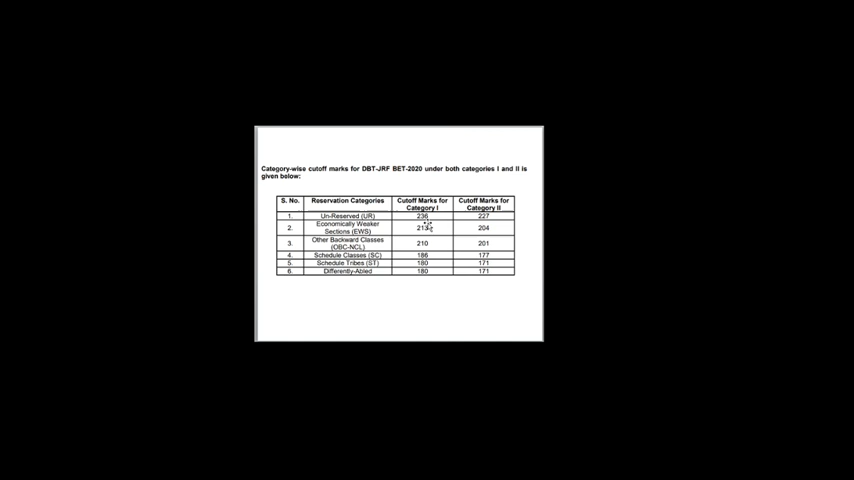 Category-wise cutoff marks for DBT-JRF BET-2020 under both categories I and II is
given below:
S. No. Reservation Categories Cutoff Marks for Category I Cutoff Marks for Category II
1. Un-Reserved (UR) 236 227
2. Economically Weaker Sections (EWS) 213 204
3. Other Backward Classes (OBC-NCL) 210 201
4. Schedule Classes (SC) 186 177
5. Schedule Tribes (ST) 180 171
6. Differently-Abled 180 171